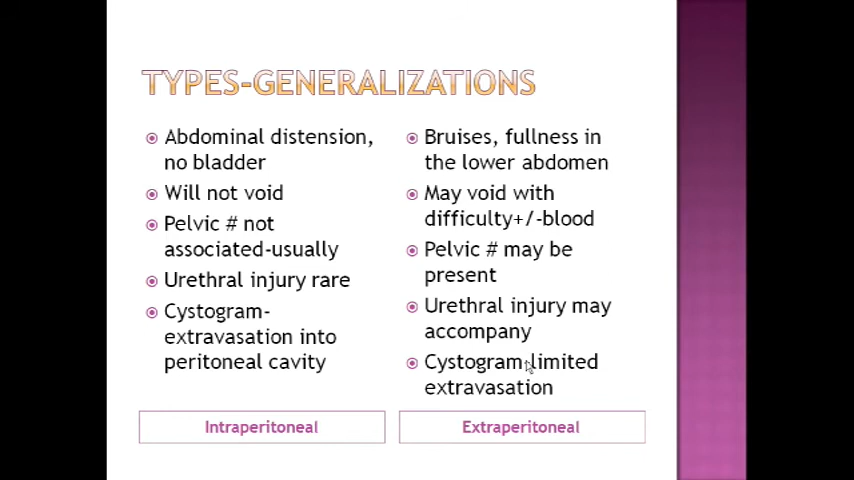 TYPES-GENERALIZATIONS
Abdominal distension,
no bladder
Will not void
Pelvic # not
associated-usually
Urethral injury rare
Cystogram-
extravasation into
peritoneal cavity
Intraperitoneal
Bruises, fullness in
the lower abdomen
May void with
difficulty+/-blood
Pelvic # may be
present
Urethral injury may
accompany
Cystogram-limited
extravasation
Extraperitoneal